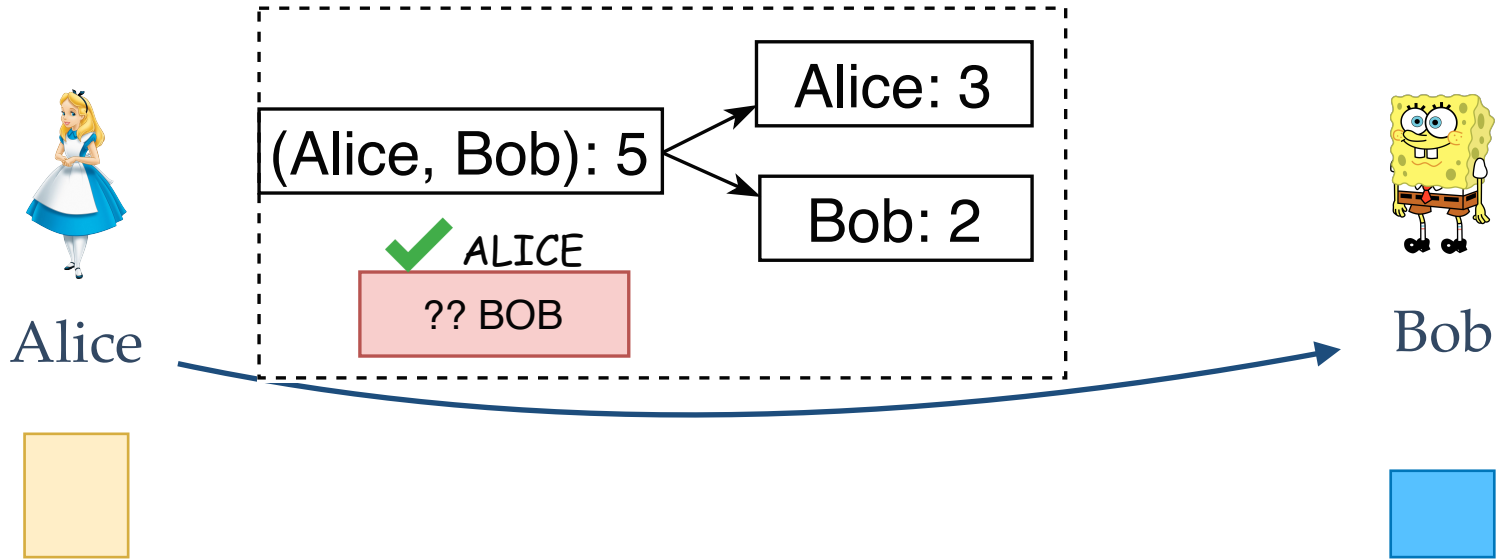 Alice: 3
(Alice, Bob): 5
Bob: 2
ALICE
?? BOB
Alice
Bob